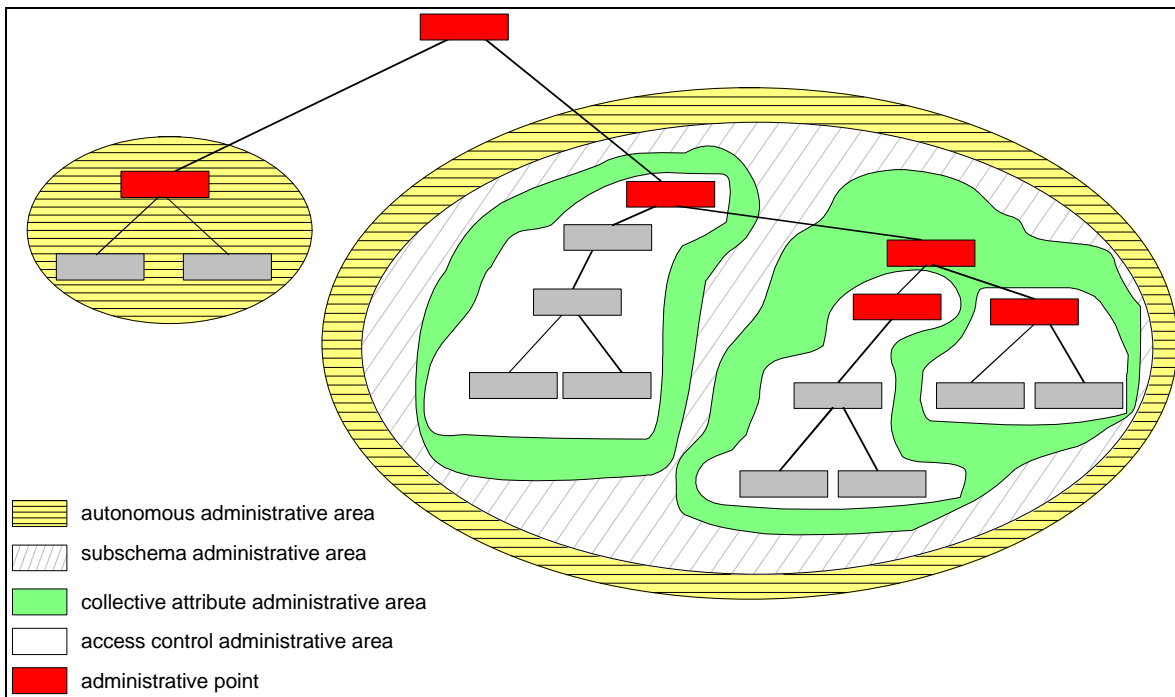 autonomous administrative area
subschema administrative area
collective attribute administrative area
access control administrative area
administrative point